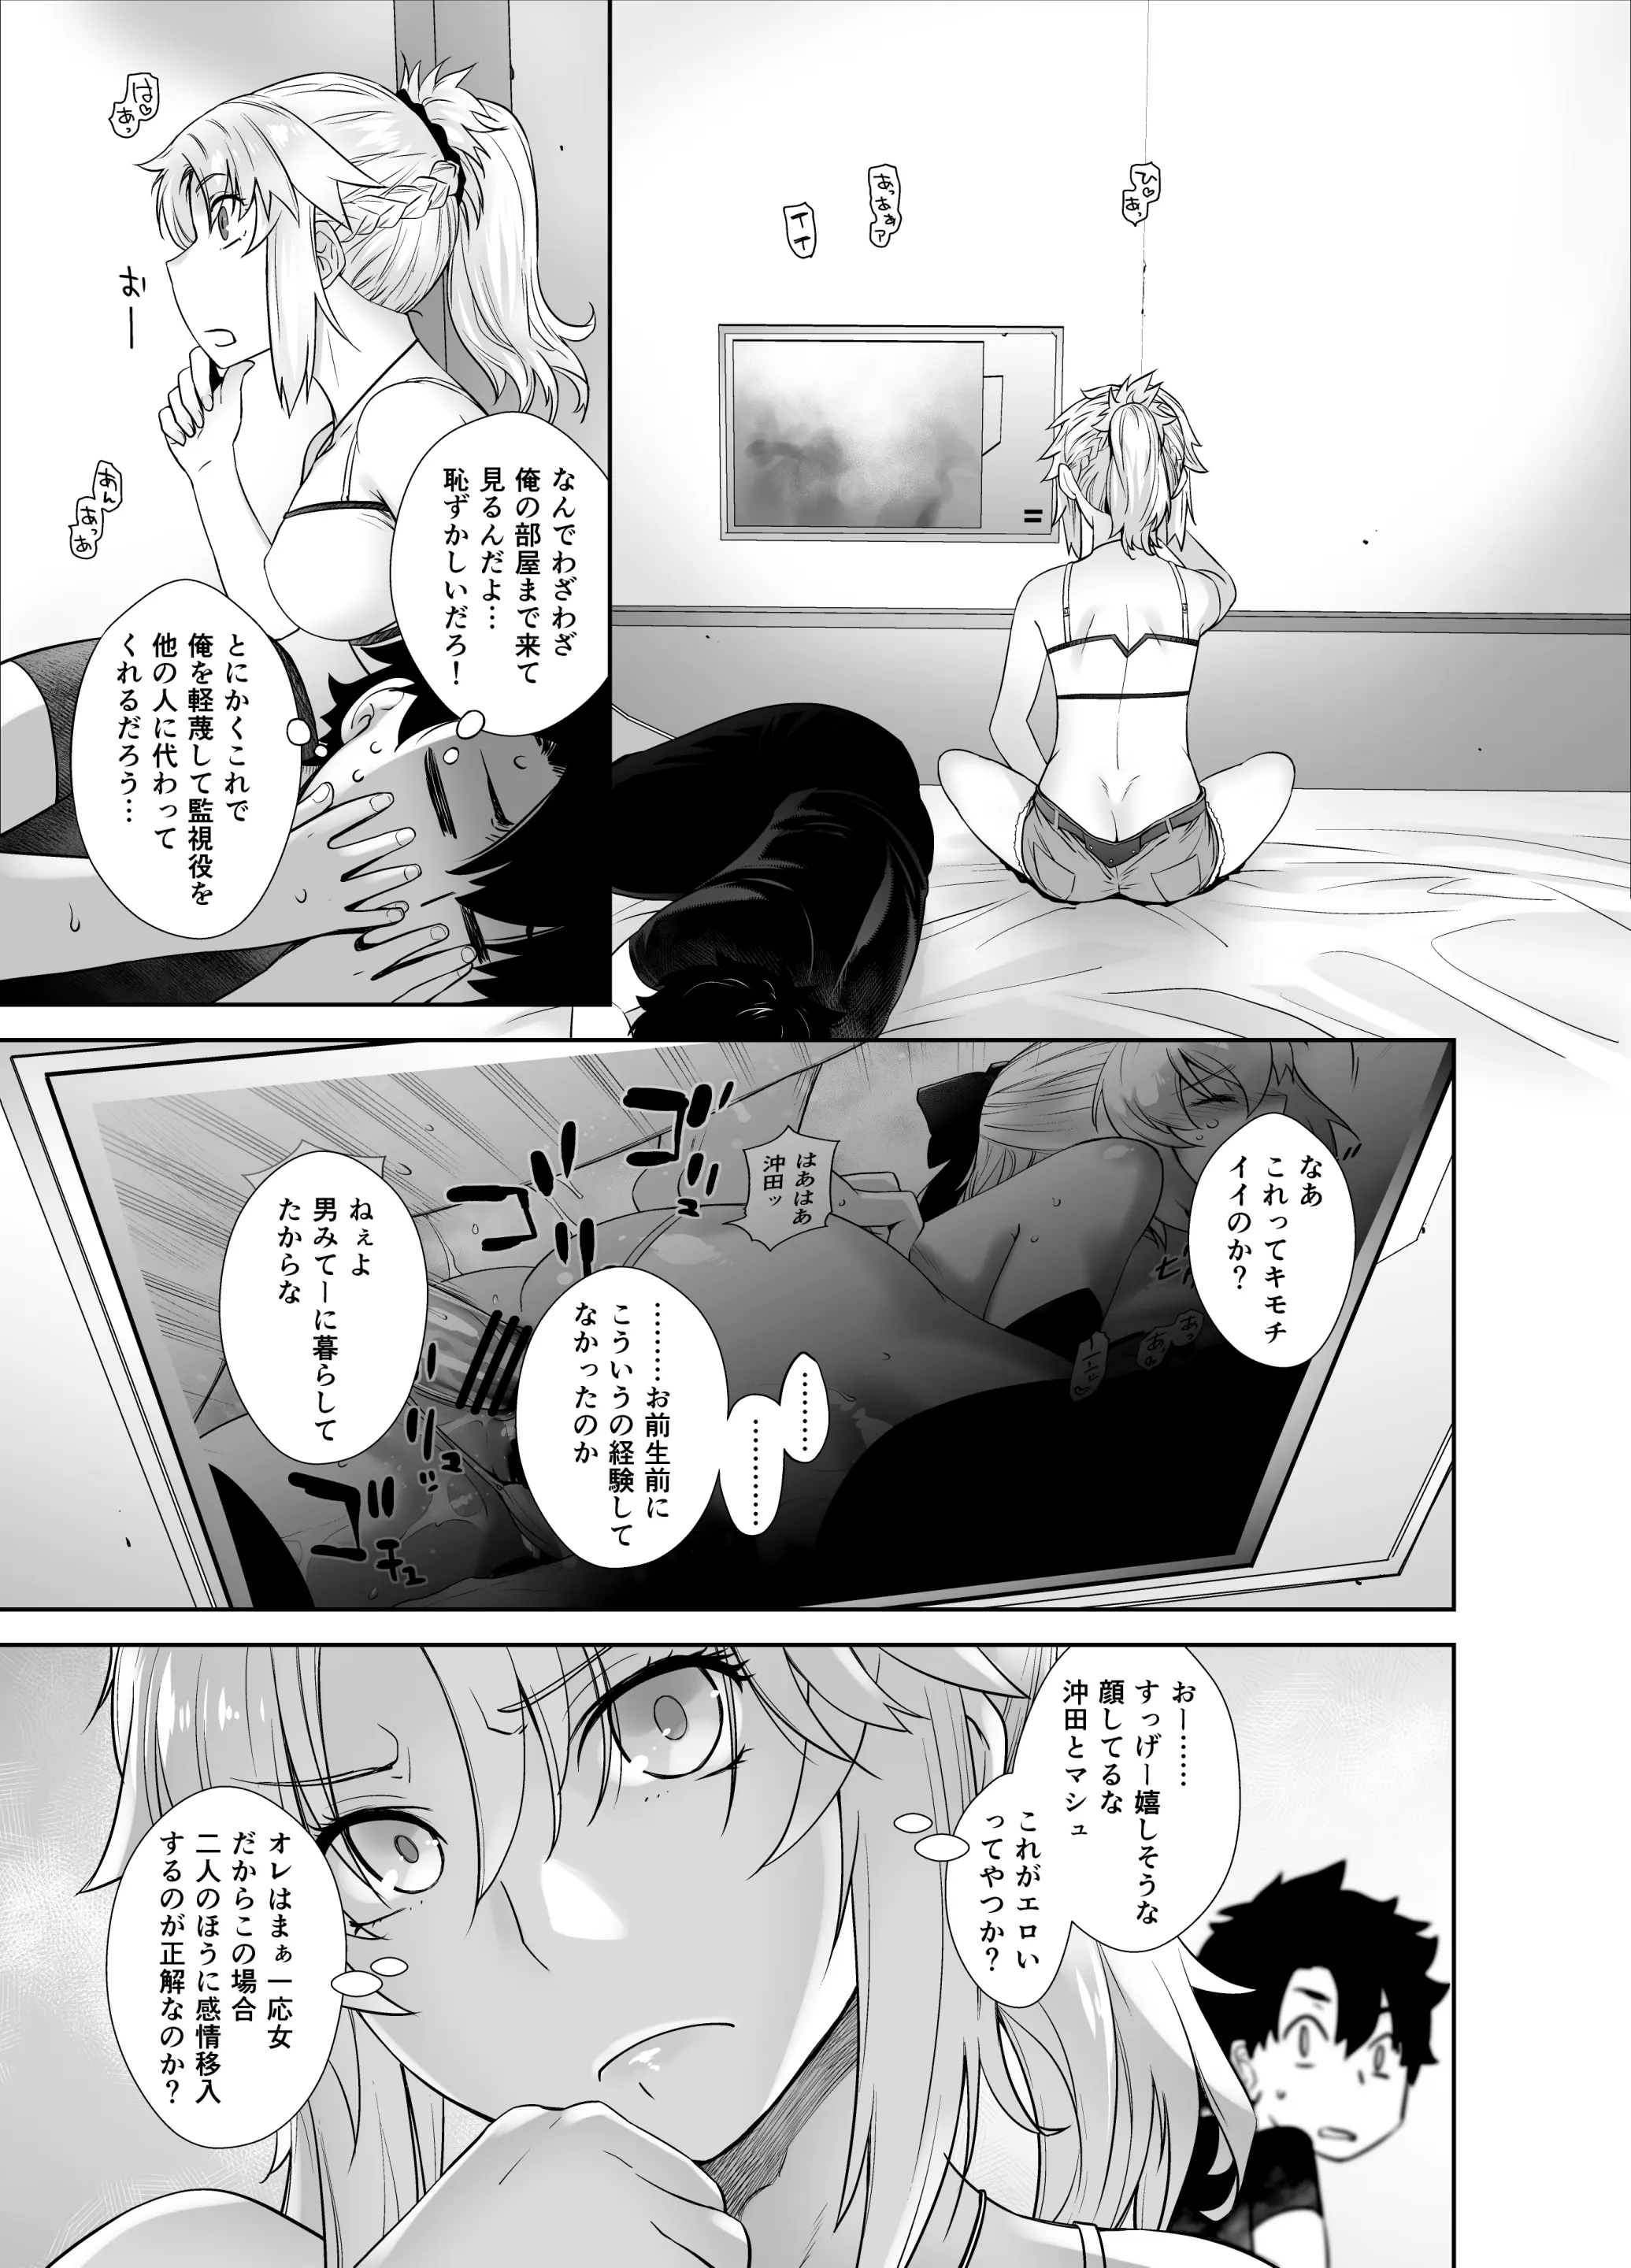 ひ♥
あっ
あっ
あぁァ
イイ
は♥
あっ
おー
なんでわざわざ
俺の部屋まで来て
見るんだよ…
恥ずかしいだろ！
あん
あっあ
とにかくこれで
俺を軽蔑して監視役を
他の人に代わって
くれるだろう…
なあ
これってキモチ
イイのか？
はあはあ
沖田ッ
………
…………
………お前生前に
こういうの経験して
なかったのか
ねぇよ
男みてーに暮らして
たからな
おー……
すっげー嬉しそうな
顔してるな
沖田とマシュ
これがエロい
ってやつか？
オレはまぁ一応女
だからこの場合
二人のほうに感情移入
するのが正解なのか？